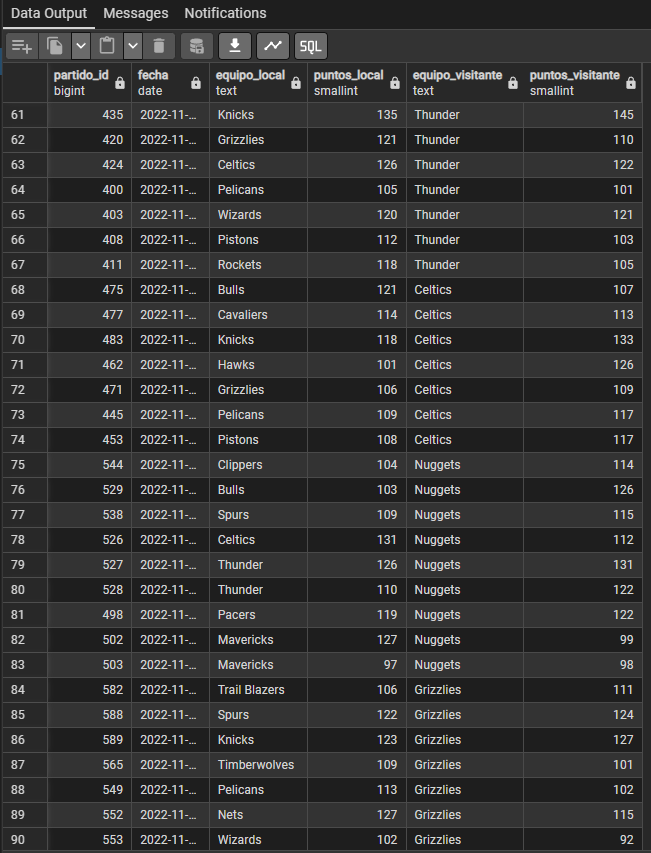 Data Output Messages Notifications
SQL
partido_id fecha equipo_local puntos_local equipo_visitante puntos_visitante
bigint date text smallint text smallint
61 435 2022-11-... Knicks 135 Thunder 145
62 420 2022-11-... Grizzlies 121 Thunder 110
63 424 2022-11-... Celtics 126 Thunder 122
64 400 2022-11-... Pelicans 105 Thunder 101
65 403 2022-11-... Wizards 120 Thunder 121
66 408 2022-11-... Pistons 112 Thunder 103
67 411 2022-11-... Rockets 118 Thunder 105
68 475 2022-11-... Bulls 121 Celtics 107
69 477 2022-11-... Cavaliers 114 Celtics 113
70 483 2022-11-... Knicks 118 Celtics 133
71 462 2022-11-... Hawks 101 Celtics 126
72 471 2022-11-... Grizzlies 106 Celtics 109
73 445 2022-11-... Pelicans 109 Celtics 117
74 453 2022-11-... Pistons 108 Celtics 117
75 544 2022-11-... Clippers 104 Nuggets 114
76 529 2022-11-... Bulls 103 Nuggets 126
77 538 2022-11-... Spurs 109 Nuggets 115
78 526 2022-11-... Celtics 131 Nuggets 112
79 527 2022-11-... Thunder 126 Nuggets 131
80 528 2022-11-... Thunder 110 Nuggets 122
81 498 2022-11-... Pacers 119 Nuggets 122
82 502 2022-11-... Mavericks 127 Nuggets 99
83 503 2022-11-... Mavericks 97 Nuggets 98
84 582 2022-11-... Trail Blazers 106 Grizzlies 111
85 588 2022-11-... Spurs 122 Grizzlies 124
86 589 2022-11-... Knicks 123 Grizzlies 127
87 565 2022-11-... Timberwolves 109 Grizzlies 101
88 549 2022-11-... Pelicans 113 Grizzlies 102
89 552 2022-11-... Nets 127 Grizzlies 115
90 553 2022-11-... Wizards 102 Grizzlies 92